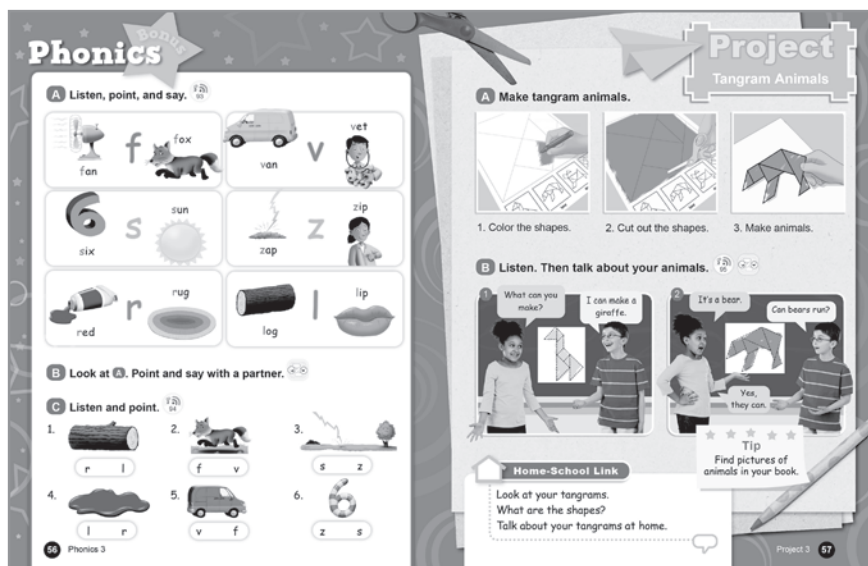 Phonics
Bonus
A Listen, point, and say. 93
fan
f
fox
van
v
vet
six
s
sun
zap
z
zip
red
r
rug
log
l
lip
B Look at A. Point and say with a partner.
C Listen and point. 94
1.
r l
2.
f v
3.
s z
4.
l r
5.
v f
6.
z s
56 Phonics 3
Project
Tangram Animals
A Make tangram animals.
1. Color the shapes.
2. Cut out the shapes.
3. Make animals.
B Listen. Then talk about your animals. 95
1
What can you
make?
I can make a
giraffe.
2
It's a bear.
Can bears run?
Yes,
they can.
Tip
Find pictures of
animals in your book.
Home-School Link
Look at your tangrams.
What are the shapes?
Talk about your tangrams at home.
Project 3 57